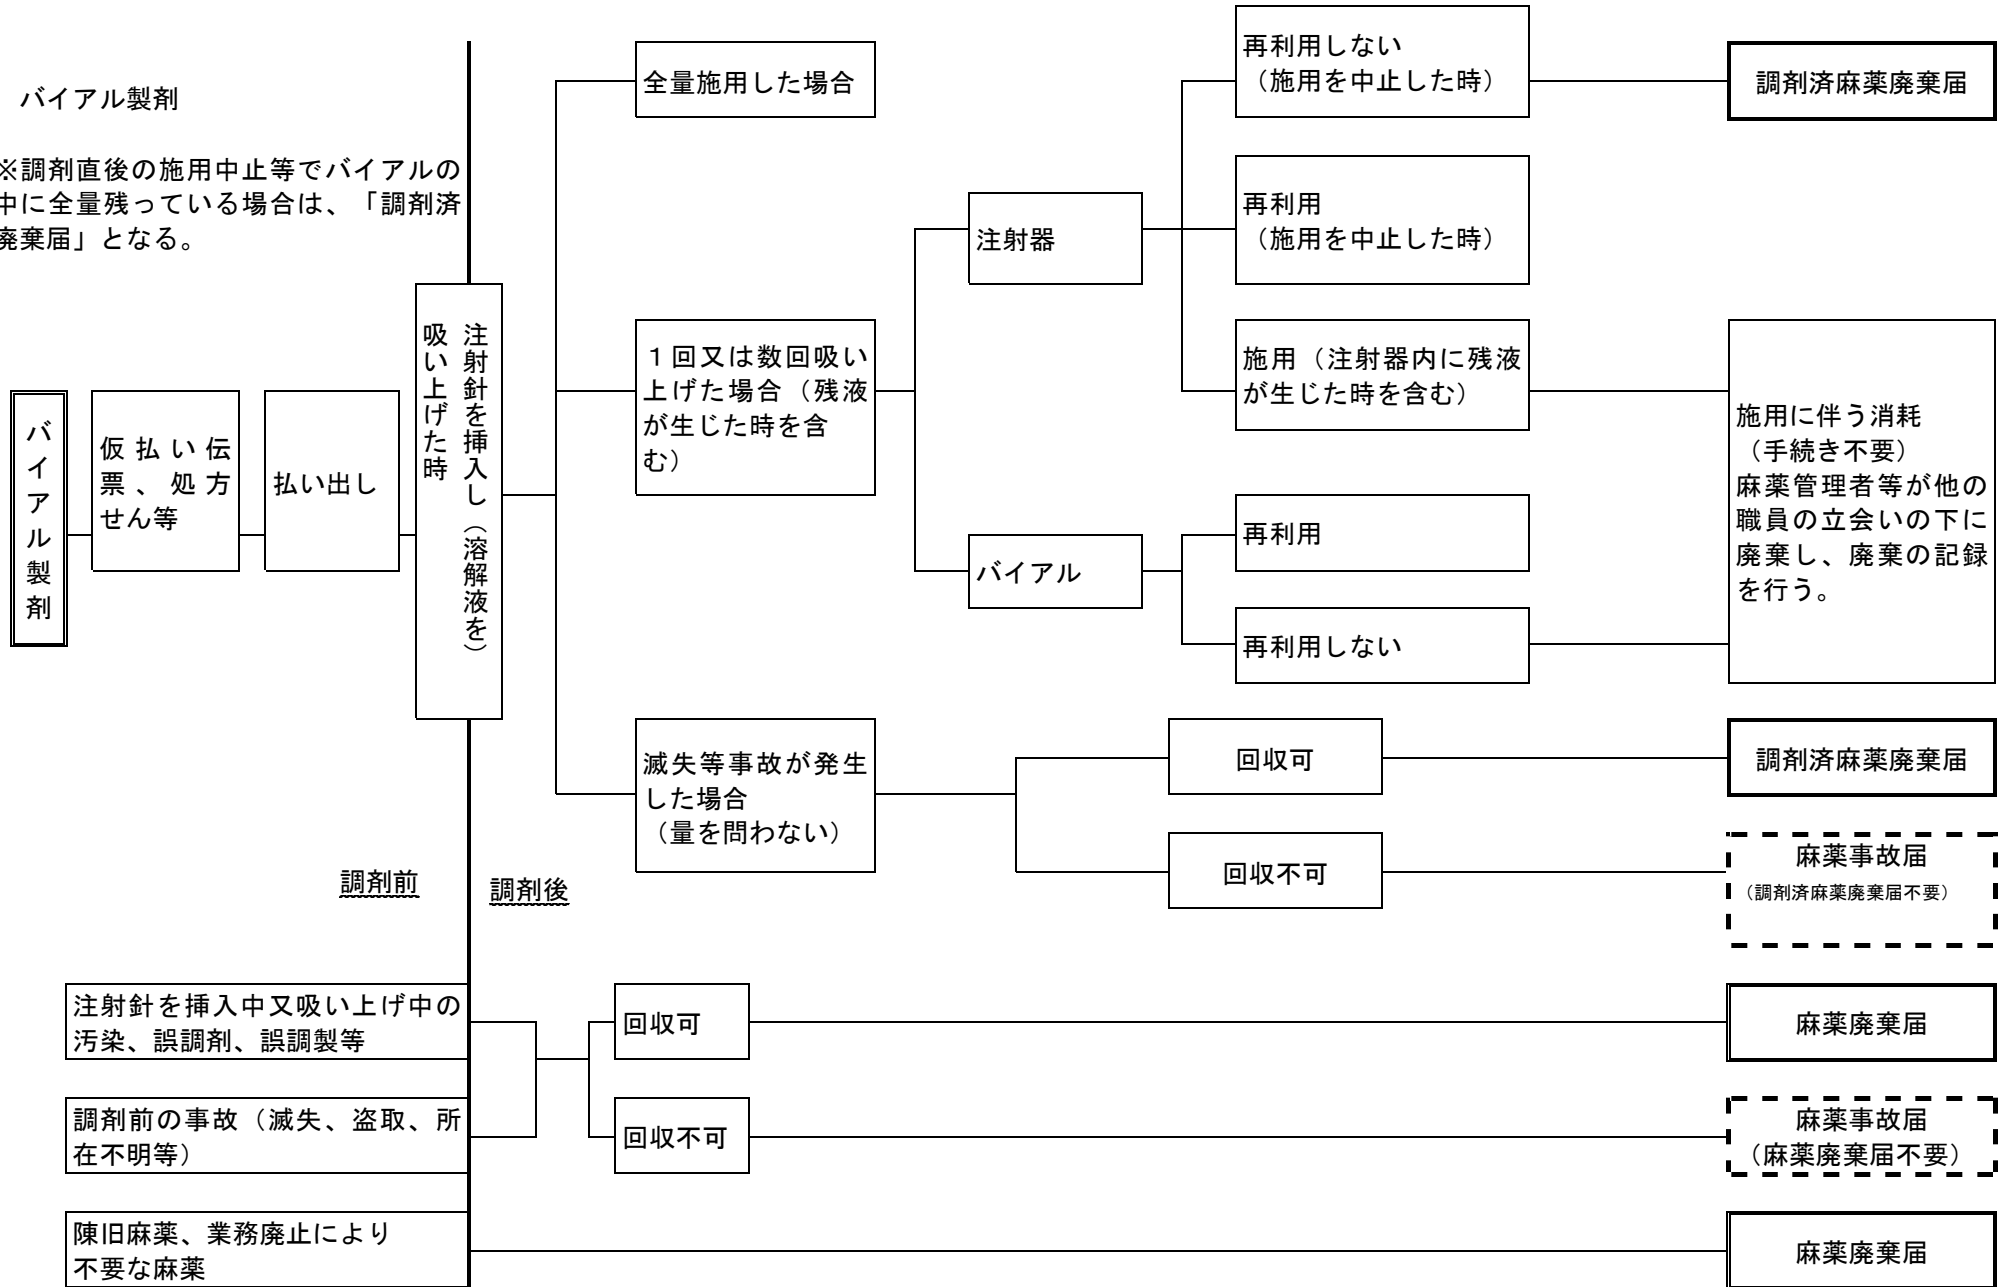 バイアル製剤
※調剤直後の施用中止等でバイアルの
中に全量残っている場合は、「調剤済
廃棄届」となる。
バイアル製剤
仮払い伝
票、処方
せん等
払い出し
注射針を挿入し（溶解液を）
吸い上げた時
全量施用した場合
１回又は数回吸い
上げた場合（残液
が生じた時を含
む）
注射器
バイアル
再利用しない
（施用を中止した時）
再利用
（施用を中止した時）
施用（注射器内に残液
が生じた時を含む）
再利用
再利用しない
調剤済麻薬廃棄届
施用に伴う消耗
（手続き不要）
麻薬管理者等が他の
職員の立会いの下に
廃棄し、廃棄の記録
を行う。
滅失等事故が発生
した場合
（量を問わない）
回収可
調剤済麻薬廃棄届
回収不可
麻薬事故届
（調剤済麻薬廃棄届不要）
調剤前
調剤後
注射針を挿入中又吸い上げ中の
汚染、誤調剤、誤調製等
回収可
麻薬廃棄届
調剤前の事故（滅失、盗取、所
在不明等）
回収不可
麻薬事故届
（麻薬廃棄届不要）
陳旧麻薬、業務廃止により
不要な麻薬
麻薬廃棄届